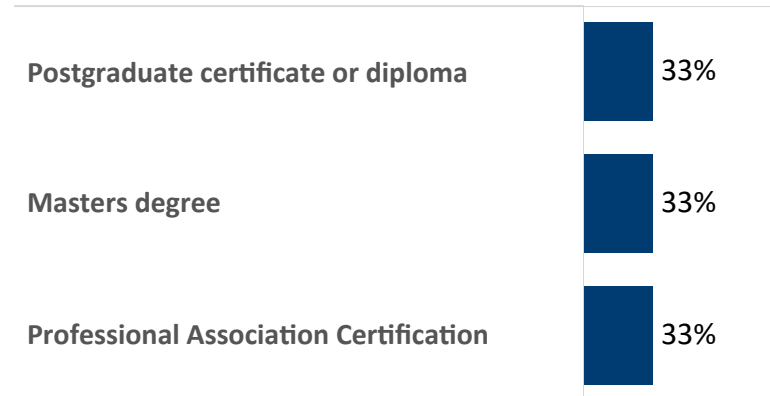 Postgraduate certificate or diploma 33%
Masters degree 33%
Professional Association Certification 33%